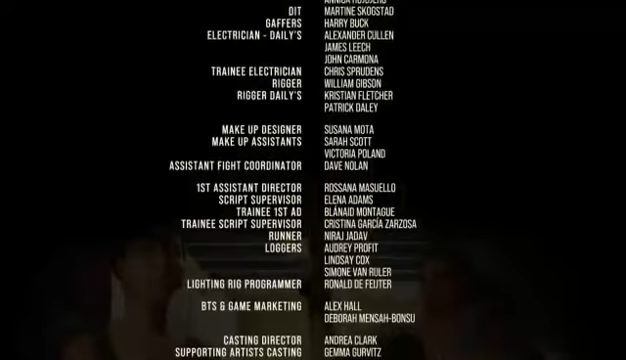 DIT MARTINE SKOGSTAD
GAFFERS HARRY BUCK
ELECTRICIAN - DAILY'S ALEXANDER CULLEN
JAMES LEECH
JOHN CARMONA
TRAINEE ELECTRICIAN CHRIS SPRUDENS
RIGGER WILLIAM GIBSON
RIGGER DAILY'S KRISTIAN FLETCHER
PATRICK DALEY
MAKE UP DESIGNER SUSANA MOTA
MAKE UP ASSISTANTS SARAH SCOTT
VICTORIA POLAND
ASSISTANT FIGHT COORDINATOR DAVE NOLAN
1ST ASSISTANT DIRECTOR ROSSANA MASUELLO
SCRIPT SUPERVISOR ELENA ADAMS
TRAINEE 1ST AD BLÁNAID MONTAGUE
TRAINEE SCRIPT SUPERVISOR CRISTINA GARCÍA ZARZOSA
RUNNER NIRAJ JADAV
LOGGERS AUDREY PROFIT
LINDSAY COX
SIMONE VAN RULER
LIGHTING RIG PROGRAMMER RONALD DE FEIJTER
BTS & GAME MARKETING ALEX HALL
DEBORAH MENSAH-BONSU
CASTING DIRECTOR ANDREA CLARK
SUPPORTING ARTISTS CASTING GEMMA GURVITZ